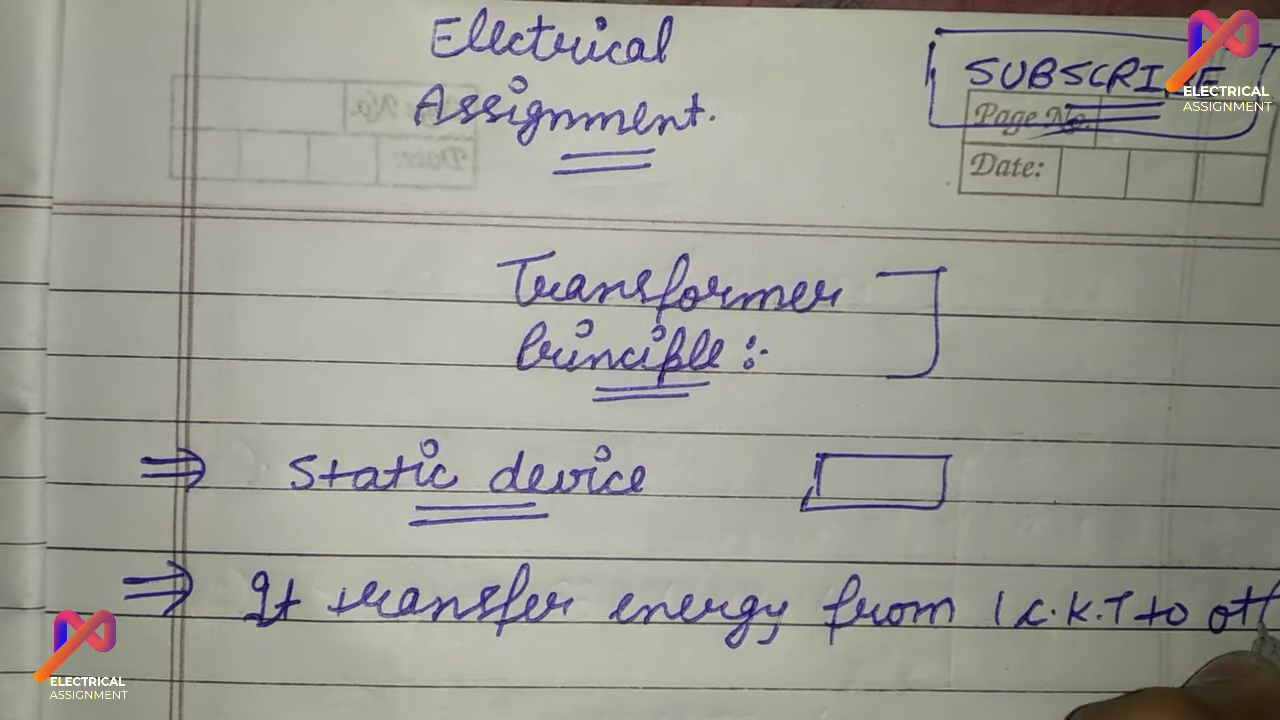 Electrical
Assignment.
SUBSCRIBE
ELECTRICAL
ASSIGNMENT
Page No.
Date:
Transformer
Principle :-
⇒ Static device
⇒ It transfer energy from 1 C.K.T to oth
ELECTRICAL
ASSIGNMENT